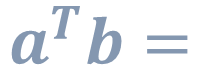 a^T b =